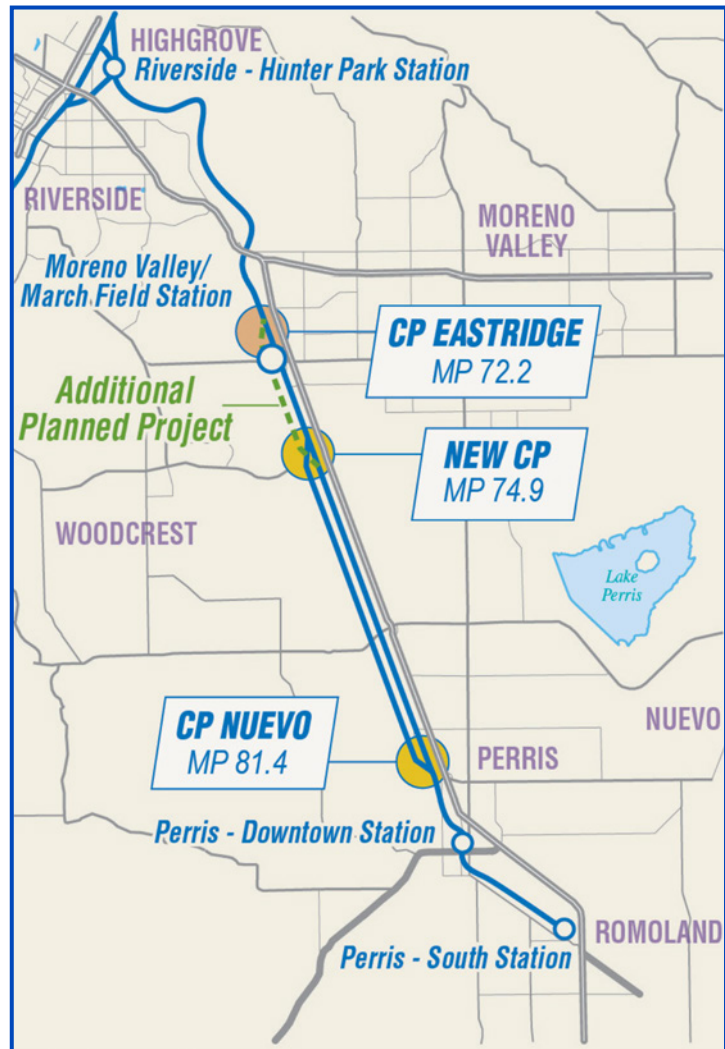 HIGHGROVE
Riverside - Hunter Park Station
RIVERSIDE
MORENO
VALLEY
Moreno Valley/
March Field Station
CP EASTRIDGE
MP 72.2
Additional
Planned Project
NEW CP
MP 74.9
WOODCREST
Lake
Perris
CP NUEVO
MP 81.4
NUEVO
PERRIS
Perris - Downtown Station
ROMOLAND
Perris - South Station